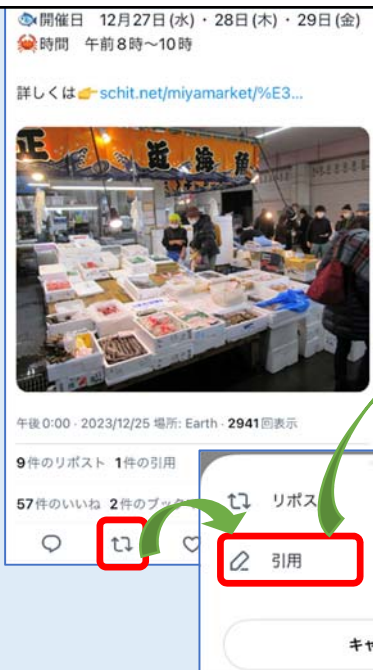 🐟開催日 12月27日(水)・28日(木)・29日(金)
🦀時間 午前8時～10時
詳しくは👉schit.net/miyamarket/%E3...
近海魚
午後0:00 · 2023/12/25 場所: Earth · 2941回表示
9件のリポスト 1件の引用
57件のいいね 2件のブック
リポス
引用
キャ